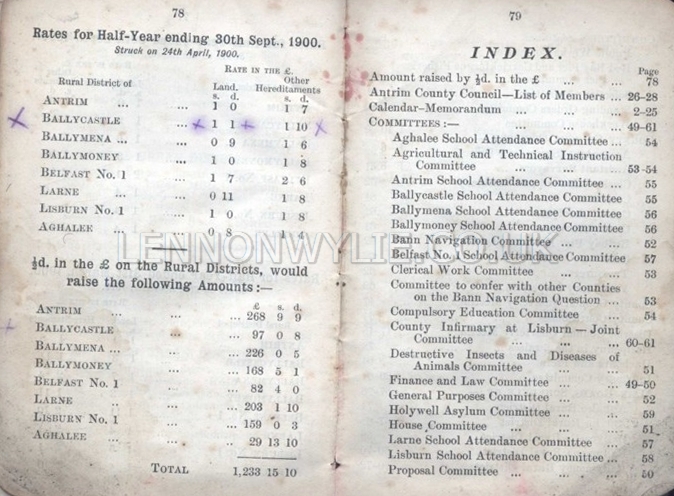 78
Rates for Half-Year ending 30th Sept., 1900.
Struck on 24th April, 1900.
RATE IN THE £.
Rural District of Land. Other Hereditaments
s. d. s. d.
ANTRIM ... ... 1 0 1 7
BALLYCASTLE ... 1 1 1 10
BALLYMENA ... ... 0 9 1 6
BALLYMONEY ... 1 0 1 8
BELFAST No. 1 ... 1 7 2 6
LARNE ... ... 0 11 1 8
LISBURN No. 1 ... 1 0 1 8
AGHALEE ... ... 0 8 1 4
½d. in the £ on the Rural Districts, would
raise the following Amounts:—
£ s. d.
ANTRIM ... ... 268 9 9
BALLYCASTLE ... 97 0 8
BALLYMENA ... ... 226 0 5
BALLYMONEY ... 168 5 1
BELFAST No. 1 ... 82 4 0
LARNE ... ... 203 1 10
LISBURN No. 1 ... 159 0 3
AGHALEE ... ... 29 13 10
TOTAL 1,233 15 10
79
INDEX.
Page
Amount raised by ½d. in the £ ... ... 78
Antrim County Council—List of Members ... 26-28
Calendar-Memorandum ... ... ... 2-25
COMMITTEES:— ... ... ... 49-61
Aghalee School Attendance Committee ... 54
Agricultural and Technical Instruction
Committee ... ... ... 53-54
Antrim School Attendance Committee ... 55
Ballycastle School Attendance Committee 55
Ballymena School Attendance Committee 56
Ballymoney School Attendance Committee 56
Bann Navigation Committee ... ... 52
Belfast No. 1 School Attendance Committee 57
Clerical Work Committee ... ... 53
Committee to confer with other Counties
on the Bann Navigation Question ... 53
Compulsory Education Committee ... 54
County Infirmary at Lisburn—Joint
Committee ... ... ... 60-61
Destructive Insects and Diseases of
Animals Committee ... ... 51
Finance and Law Committee ... ... 49-50
General Purposes Committee ... ... 52
Holywell Asylum Committee ... ... 59
House Committee ... ... ... 51
Larne School Attendance Committee ... 57
Lisburn School Attendance Committee ... 58
Proposal Committee ... ... ... 50
LENNONWYLIE.CO.UK